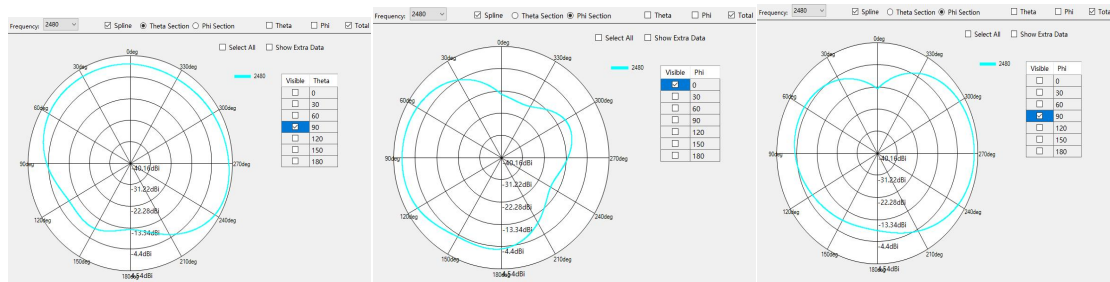 Frequency: 2480 Spline Theta Section Phi Section Theta Phi Total
Select All Show Extra Data
2480
Visible Theta
0
30
60
90
120
150
180
0deg
330deg
300deg
270deg
240deg
210deg
180deg
150deg
120deg
90deg
60deg
30deg
-40.16dBi
-31.22dBi
-22.28dBi
-13.34dBi
-4.4dBi
4.54dBi
Frequency: 2480 Spline Theta Section Phi Section Theta Phi Total
Select All Show Extra Data
2480
Visible Phi
0
30
60
90
120
150
180
0deg
330deg
300deg
270deg
240deg
210deg
180deg
150deg
120deg
90deg
60deg
30deg
-40.16dBi
-31.22dBi
-22.28dBi
-13.34dBi
-4.4dBi
4.54dBi
Frequency: 2480 Spline Theta Section Phi Section Theta Phi Total
Select All Show Extra Data
2480
Visible Phi
0
30
60
90
120
150
180
0deg
330deg
300deg
270deg
240deg
210deg
180deg
150deg
120deg
90deg
60deg
30deg
-40.16dBi
-31.22dBi
-22.28dBi
-13.34dBi
-4.4dBi
4.54dBi